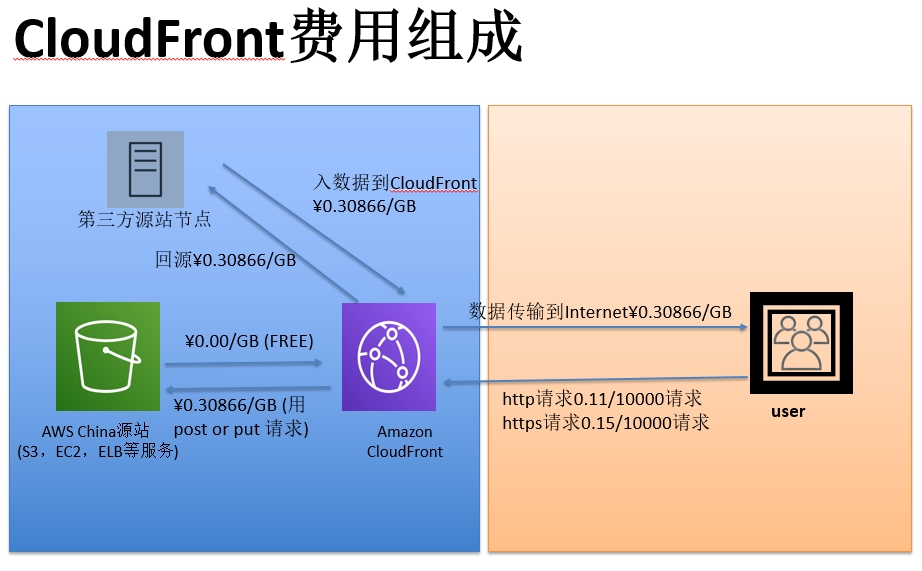 CloudFront费用组成
入数据到CloudFront
¥0.30866/GB
第三方源站节点
回源¥0.30866/GB
数据传输到Internet¥0.30866/GB
¥0.00/GB (FREE)
¥0.30866/GB (用
post or put 请求)
http请求0.11/10000请求
https请求0.15/10000请求
user
AWS China源站
(S3，EC2，ELB等服务)
Amazon
CloudFront